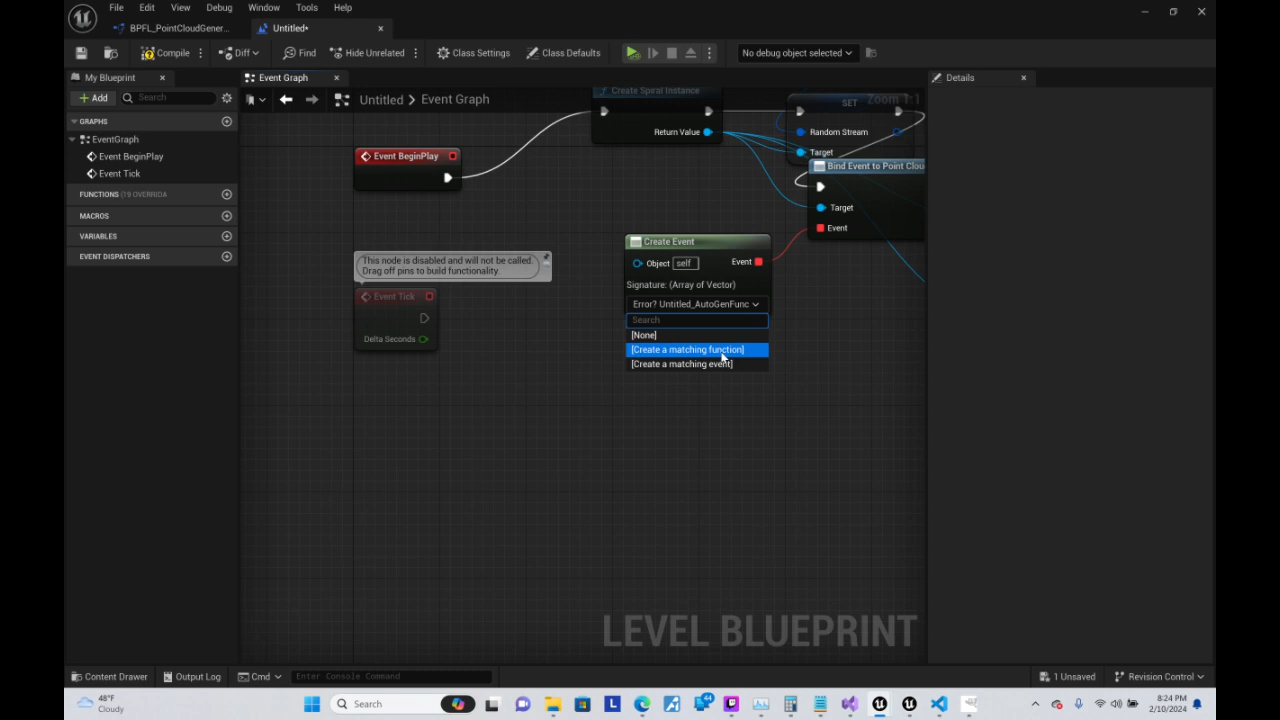 File
Edit
View
Debug
Window
Tools
Help
BPFL_PointCloudGener...
Untitled*
Compile
Diff
Find
Hide Unrelated
Class Settings
Class Defaults
No debug object selected
My Blueprint
Event Graph
Details
Add
Search
Untitled > Event Graph
Zoom 1:1
GRAPHS
EventGraph
Event BeginPlay
Event Tick
FUNCTIONS (19 OVERRIDA
MACROS
VARIABLES
EVENT DISPATCHERS
Create Spiral Instance
Return Value
SET
Random Stream
Target
Event BeginPlay
Bind Event to Point Clou
Target
Event
This node is disabled and will not be called.
Drag off pins to build functionality.
Event Tick
Delta Seconds
Create Event
Object self
Event
Signature: (Array of Vector)
Error? Untitled_AutoGenFunc
Search
[None]
[Create a matching function]
[Create a matching event]
LEVEL BLUEPRINT
Content Drawer
Output Log
Cmd
Enter Console Command
1 Unsaved
Revision Control
48°F
Cloudy
Search
44
8:24 PM
2/10/2024